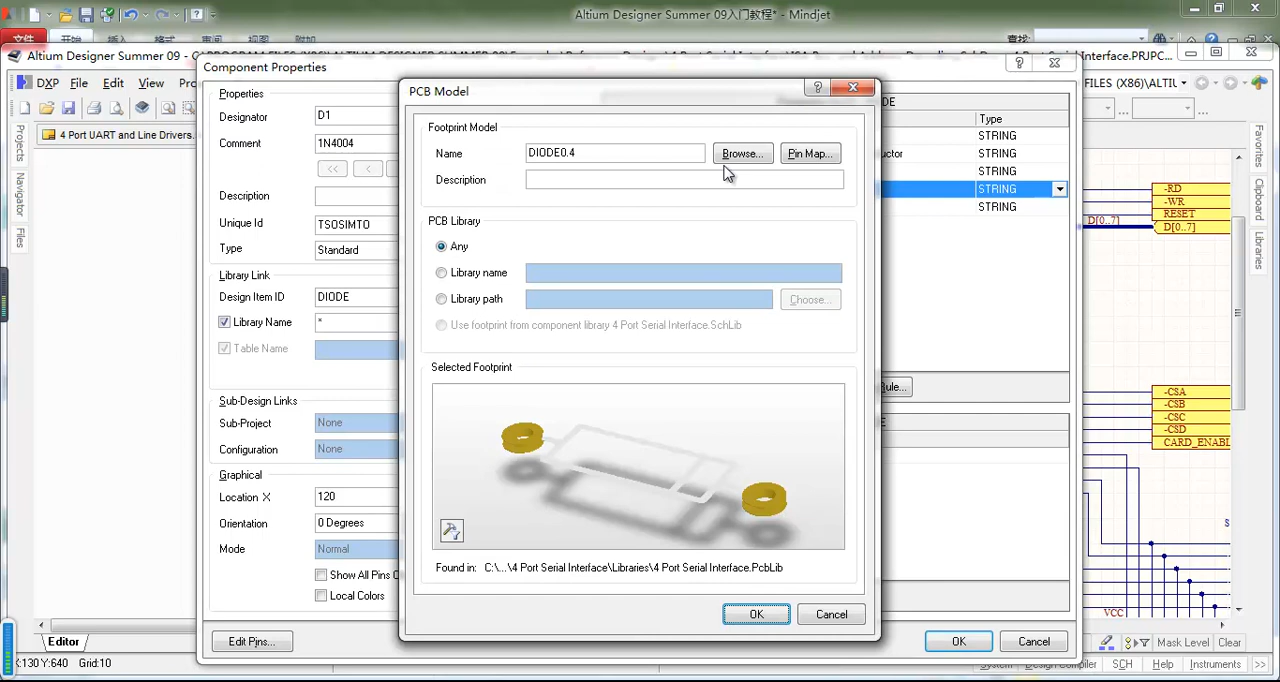 Altium Designer Summer 09入门教程* - Mindjet
文件 开始 插入 格式 审阅 视图 附加
查找:
Altium Designer Summer 09 -
Interface.PRJPC...
DXP File Edit View
FILES (X86)\ALTIL
4 Port UART and Line Drivers.
Projects
Navigator
Files
Component Properties
Properties
Designator D1
Comment 1N4004
<< <
Description
Unique Id TSOSIMTO
Type Standard
Library Link
Design Item ID DIODE
Library Name *
Table Name
Sub-Design Links
Sub-Project None
Configuration None
Graphical
Location X 120
Orientation 0 Degrees
Mode Normal
Show All Pins
Local Colors
Edit Pins...
OK Cancel
PCB Model
Footprint Model
Name DIODE0.4 Browse... Pin Map...
Description
PCB Library
Any
Library name
Library path Choose...
Use footprint from component library 4 Port Serial Interface.SchLib
Selected Footprint
Found in: C:\...\4 Port Serial Interface\Libraries\4 Port Serial Interface.PcbLib
OK Cancel
Type
STRING
STRING
STRING
STRING
STRING
-RD
-WR
RESET
D[0..7] D[0..7]
-CSA
-CSB
-CSC
-CSD
CARD_ENABL
VCC
Favorites
Clipboard
Libraries
Editor
Mask Level Clear
X:130 Y:640 Grid:10
System Design Compiler SCH Help Instruments >>